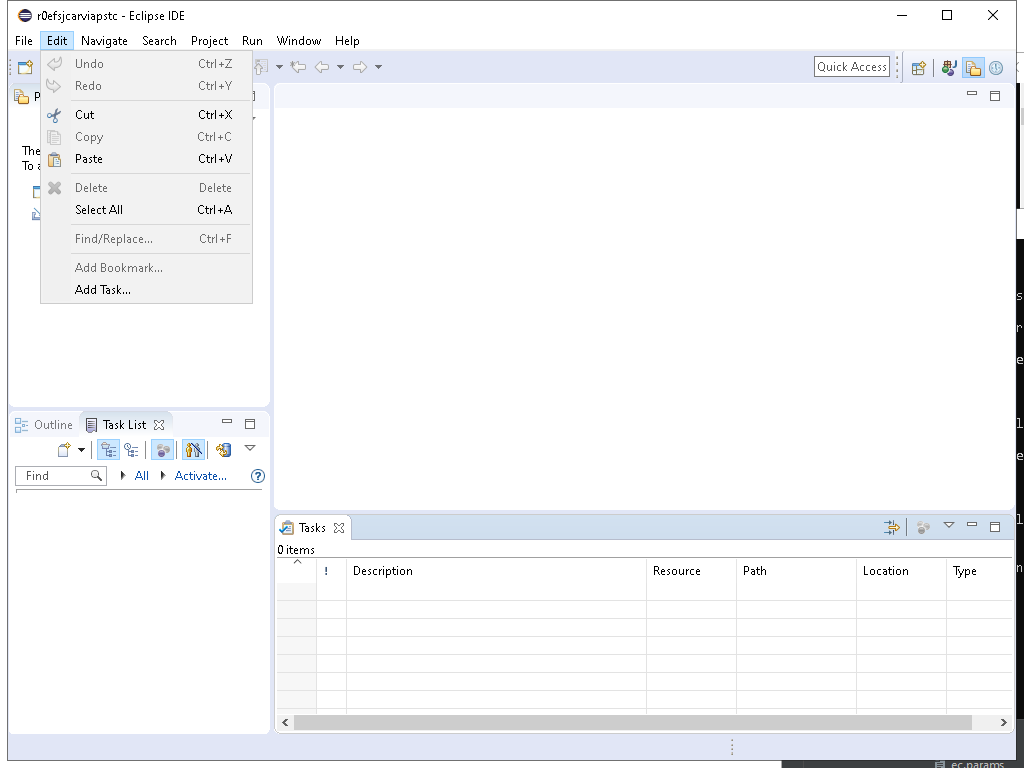 r0efsjcarviapstc - Eclipse IDE
File Edit Navigate Search Project Run Window Help
Undo Ctrl+Z
Redo Ctrl+Y
Cut Ctrl+X
Copy Ctrl+C
Paste Ctrl+V
Delete Delete
Select All Ctrl+A
Find/Replace... Ctrl+F
Add Bookmark...
Add Task...
Quick Access
P
The
To
Outline Task List
Find All Activate...
Tasks
0 items
! Description Resource Path Location Type
s
r
e
l
e
l
n
ec.params